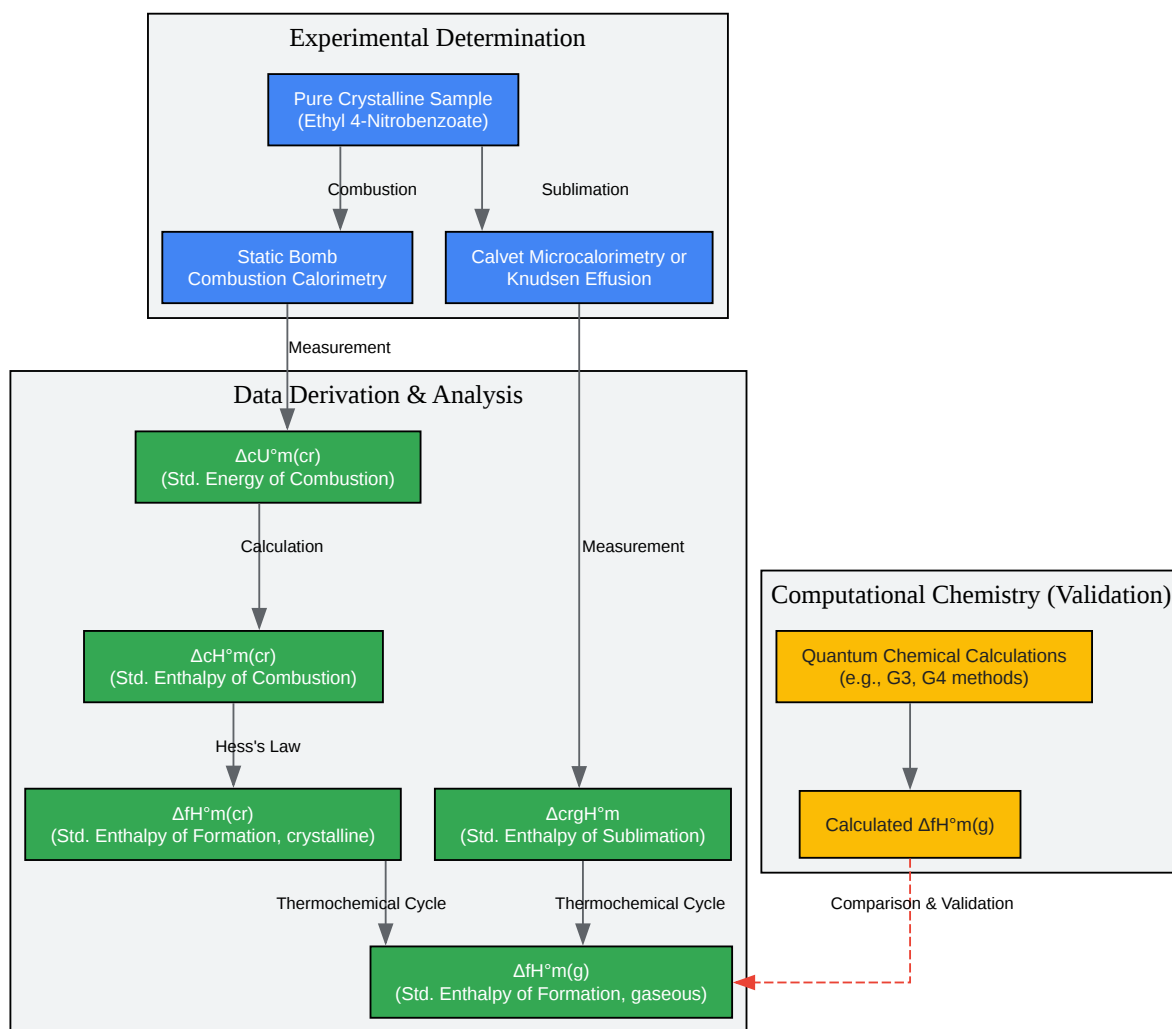 Experimental Determination
Pure Crystalline Sample
(Ethyl 4-Nitrobenzoate)
Combustion
Sublimation
Static Bomb
Combustion Calorimetry
Calvet Microcalorimetry or
Knudsen Effusion
Measurement
Data Derivation & Analysis
ΔcU°m(cr)
(Std. Energy of Combustion)
Calculation
Measurement
ΔcH°m(cr)
(Std. Enthalpy of Combustion)
Hess's Law
ΔfH°m(cr)
(Std. Enthalpy of Formation, crystalline)
ΔcrgH°m
(Std. Enthalpy of Sublimation)
Thermochemical Cycle
Thermochemical Cycle
ΔfH°m(g)
(Std. Enthalpy of Formation, gaseous)
Computational Chemistry (Validation)
Quantum Chemical Calculations
(e.g., G3, G4 methods)
Calculated ΔfH°m(g)
Comparison & Validation